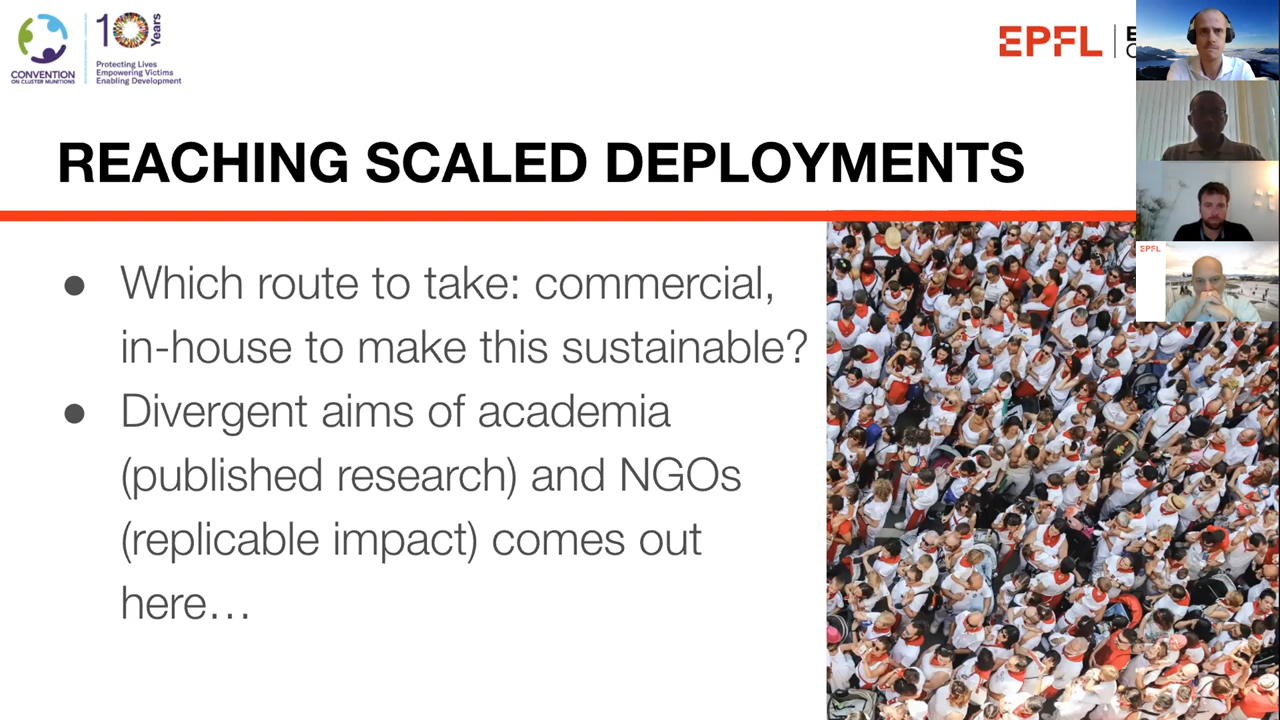 CONVENTION
ON CLUSTER MUNITIONS
10 Years
Protecting Lives
Empowering Victims
Enabling Development
EPFL
REACHING SCALED DEPLOYMENTS
● Which route to take: commercial,
in-house to make this sustainable?
● Divergent aims of academia
(published research) and NGOs
(replicable impact) comes out
here…
EPFL